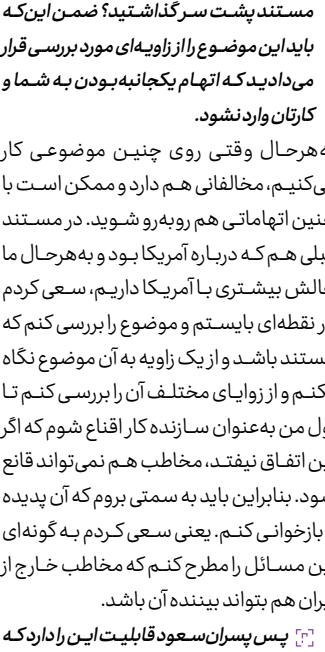 مستند پشت سر گذاشتید؟ ضمن این‌که
باید این موضوع را از زاویه‌ای مورد بررسی قرار
می‌دادید که اتهام یکجانبه‌بودن به شما و
کارتان وارد نشود.
به‌هرحال وقتی روی چنین موضوعی کار
می‌کنیم، مخالفانی هم دارد و ممکن است با
چنین اتهاماتی هم روبه‌رو شوید. در مستند
قبلی هم که درباره آمریکا بود و به‌هرحال ما
چالش بیشتری با آمریکا داریم، سعی کردم
در نقطه‌ای بایستم و موضوع را بررسی کنم که
مستند باشد و از یک زاویه به آن موضوع نگاه
نکنم و از زوایای مختلف آن را بررسی کنم تا
اول من به‌عنوان سازنده کار اقناع شوم که اگر
این اتفاق نیفتد، مخاطب هم نمی‌تواند قانع
شود. بنابراین باید به سمتی بروم که آن پدیده
بازخوانی کنم. یعنی سعی کردم به گونه‌ای
این مسائل را مطرح کنم که مخاطب خارج از
ایران هم بتواند بیننده آن باشد.
پس پسران سعود قابلیت این را دارد که